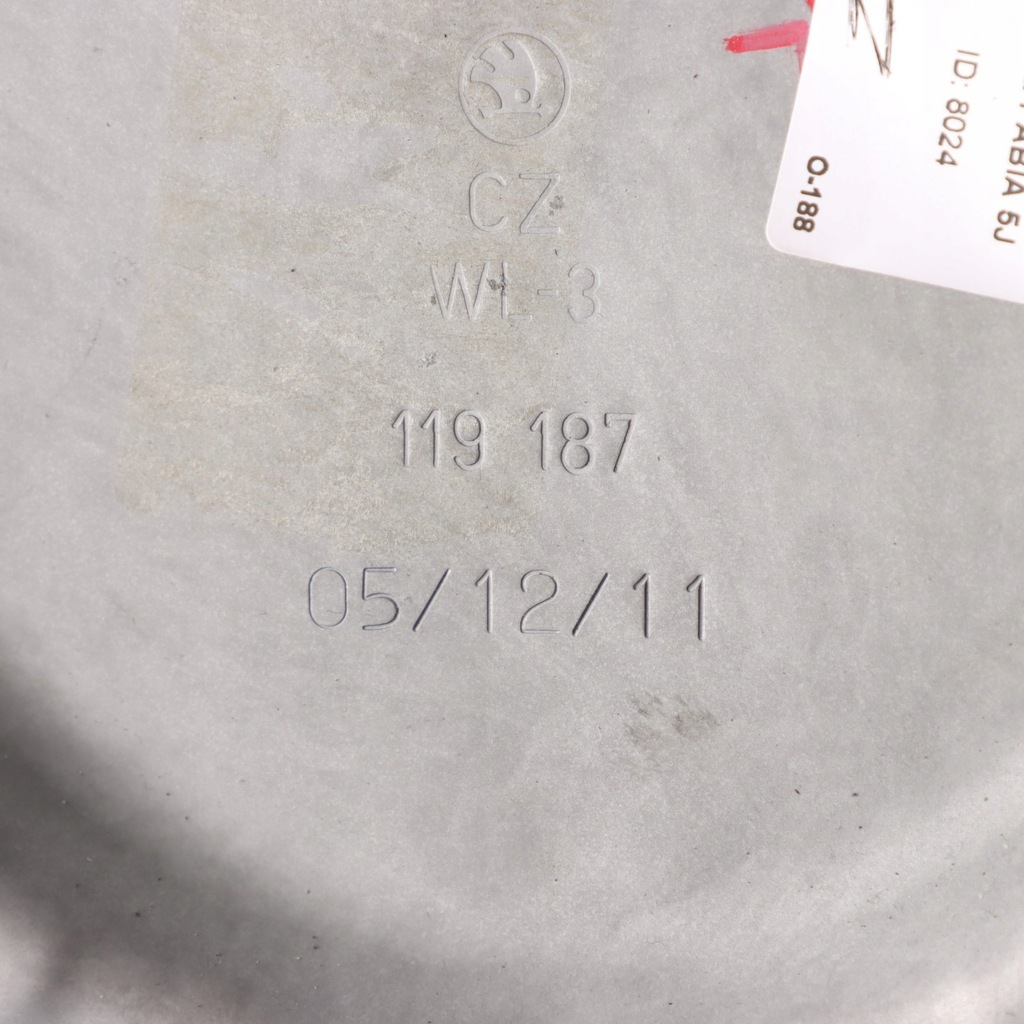 CZ
WL-3
119 187
05/12/11
ABIA 5J
ID: 8024
O-188